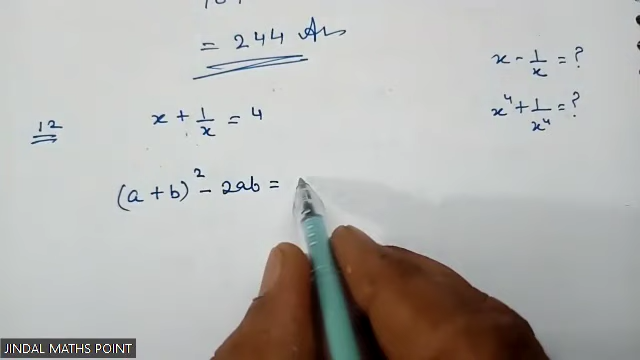 = 244 Ans
x - 1/x = ?
x⁴ + 1/x⁴ = ?
12
x + 1/x = 4
(a + b)² - 2ab =
JINDAL MATHS POINT